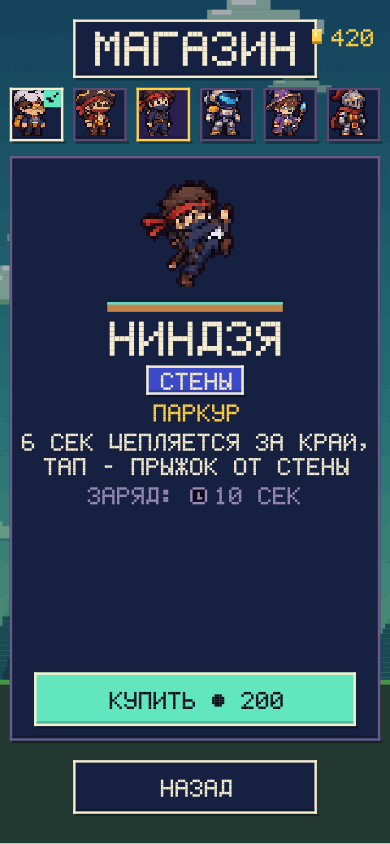 МАГАЗИН
420
НИНДЗЯ
СТЕНЫ
ПАРКУР
6 СЕК ЦЕПЛЯЕТСЯ ЗА КРАЙ,
ТАП - ПРЫЖОК ОТ СТЕНЫ
ЗАРЯД: 10 СЕК
КУПИТЬ ● 200
НАЗАД